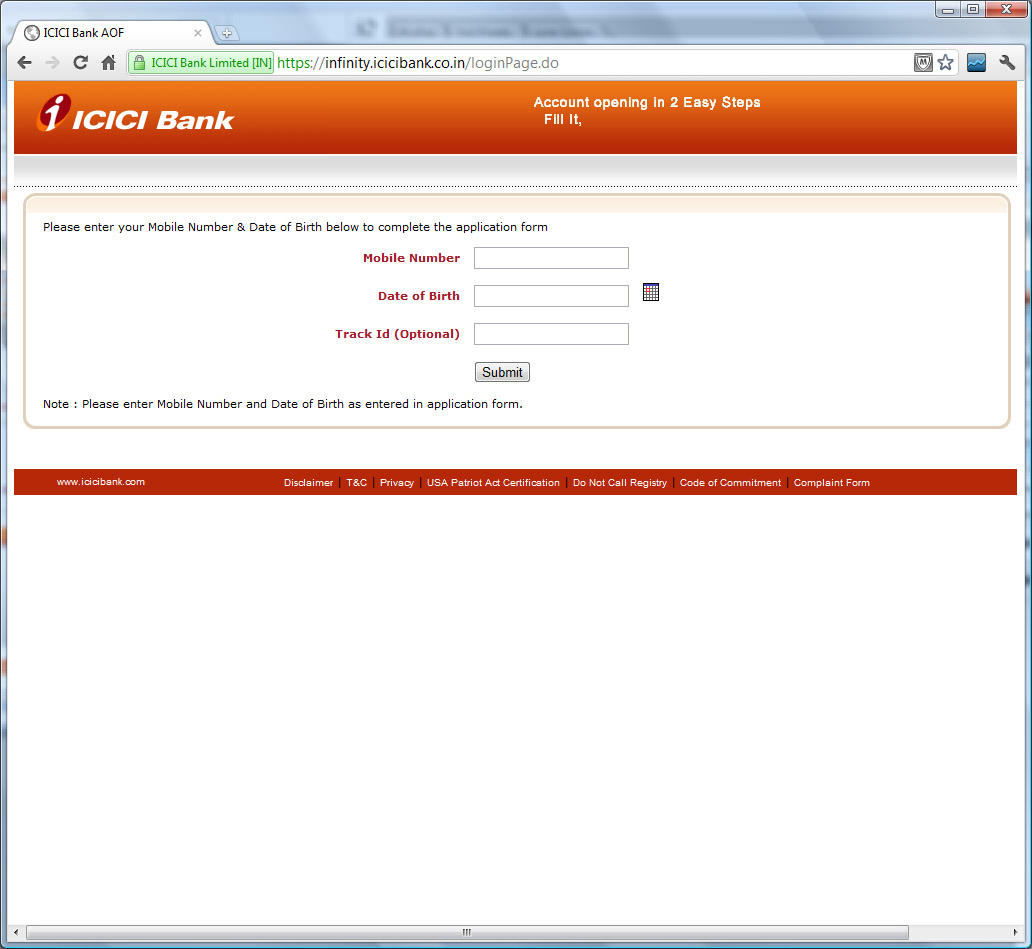 ICICI Bank AOF
ICICI Bank Limited [IN] https://infinity.icicibank.co.in/loginPage.do
i ICICI Bank
Account opening in 2 Easy Steps
Fill It,
Please enter your Mobile Number & Date of Birth below to complete the application form
Mobile Number
Date of Birth
Track Id (Optional)
Submit
Note : Please enter Mobile Number and Date of Birth as entered in application form.
www.icicibank.com Disclaimer | T&C | Privacy | USA Patriot Act Certification | Do Not Call Registry | Code of Commitment | Complaint Form